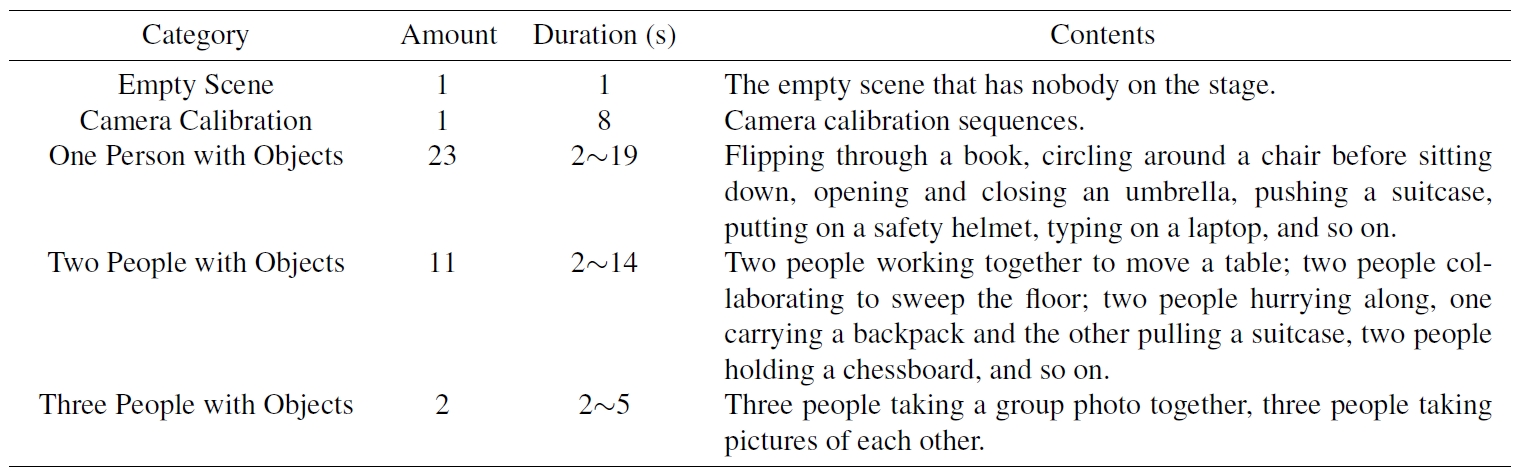 Category Amount Duration (s) Contents
Empty Scene 1 1 The empty scene that has nobody on the stage.
Camera Calibration 1 8 Camera calibration sequences.
One Person with Objects 23 2∼19 Flipping through a book, circling around a chair before sitting
down, opening and closing an umbrella, pushing a suitcase,
putting on a safety helmet, typing on a laptop, and so on.
Two People with Objects 11 2∼14 Two people working together to move a table; two people col-
laborating to sweep the floor; two people hurrying along, one
carrying a backpack and the other pulling a suitcase, two people
holding a chessboard, and so on.
Three People with Objects 2 2∼5 Three people taking a group photo together, three people taking
pictures of each other.